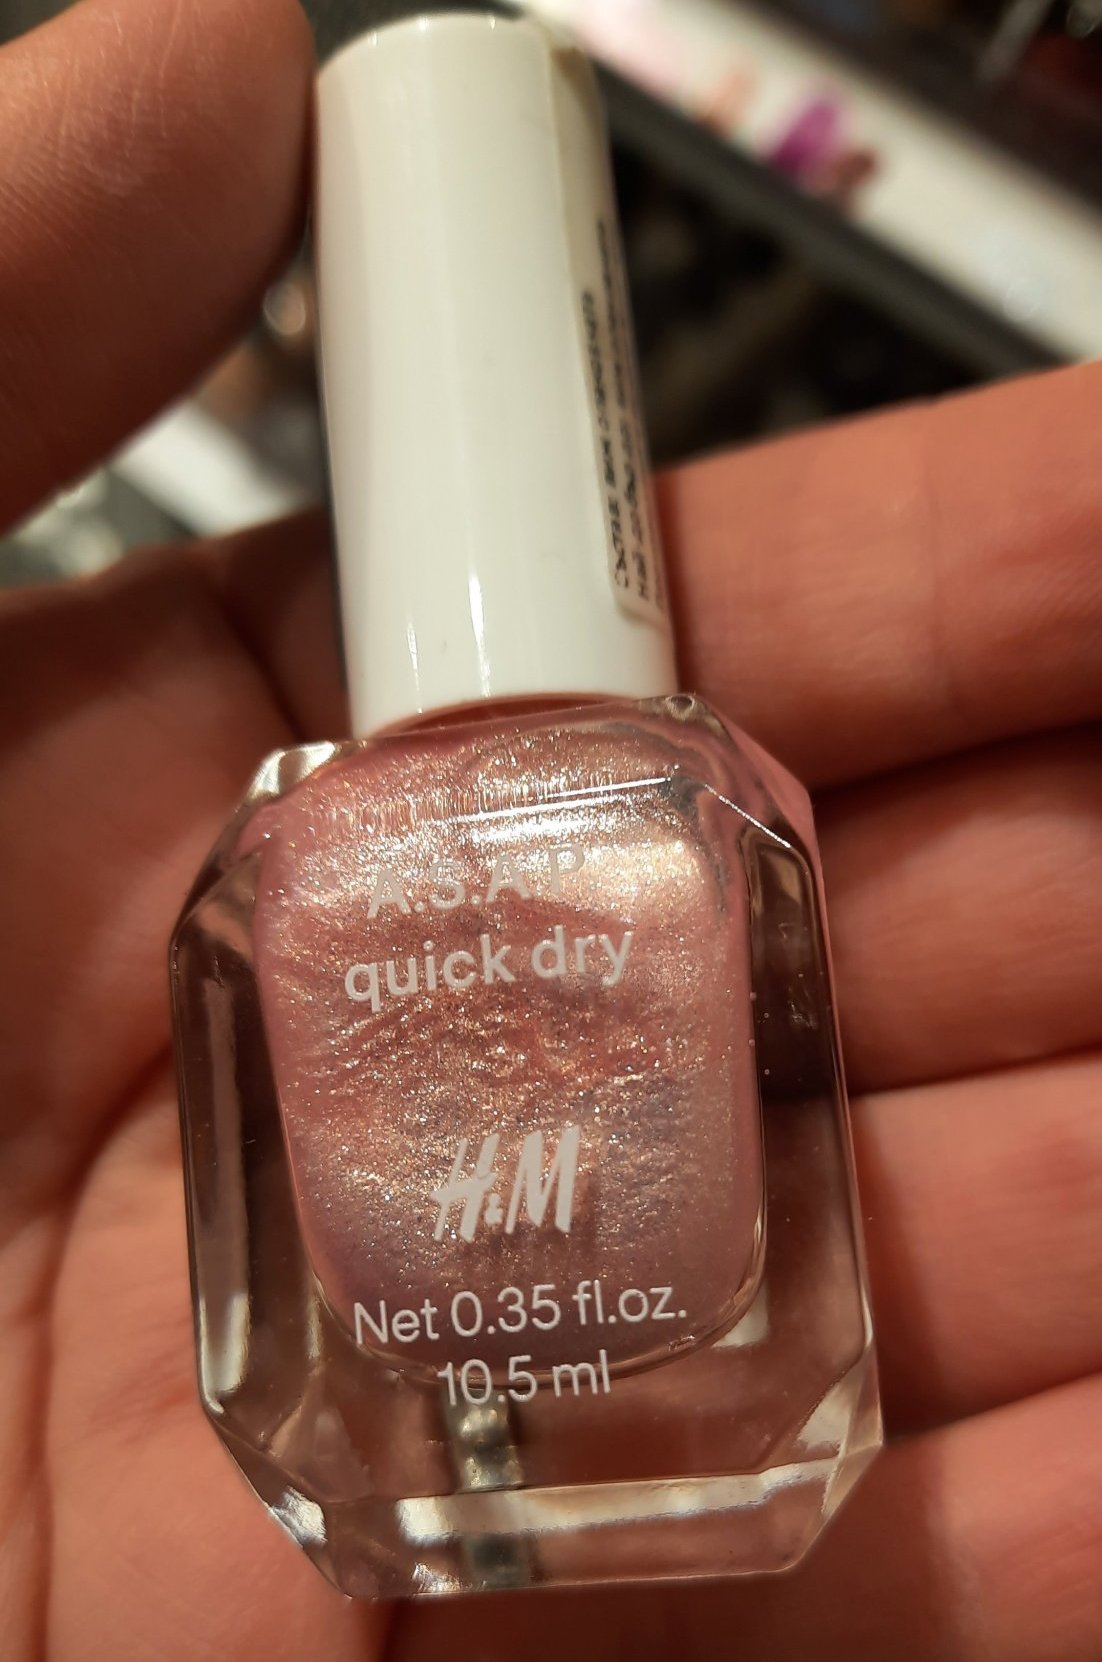 A.S.A.P
quick dry
H&M
Net 0.35 fl.oz.
10.5 ml